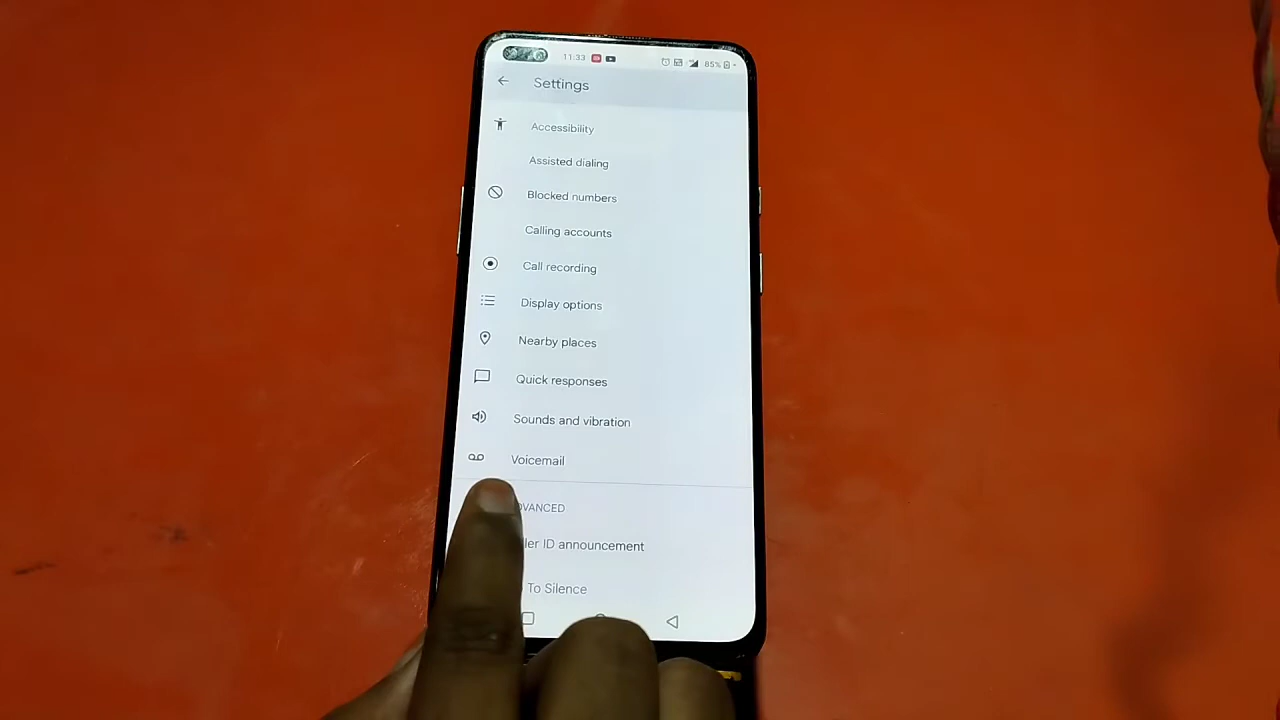 11:33
85%
Settings
Accessibility
Assisted dialing
Blocked numbers
Calling accounts
Call recording
Display options
Nearby places
Quick responses
Sounds and vibration
Voicemail
DVANCED
ler ID announcement
To Silence